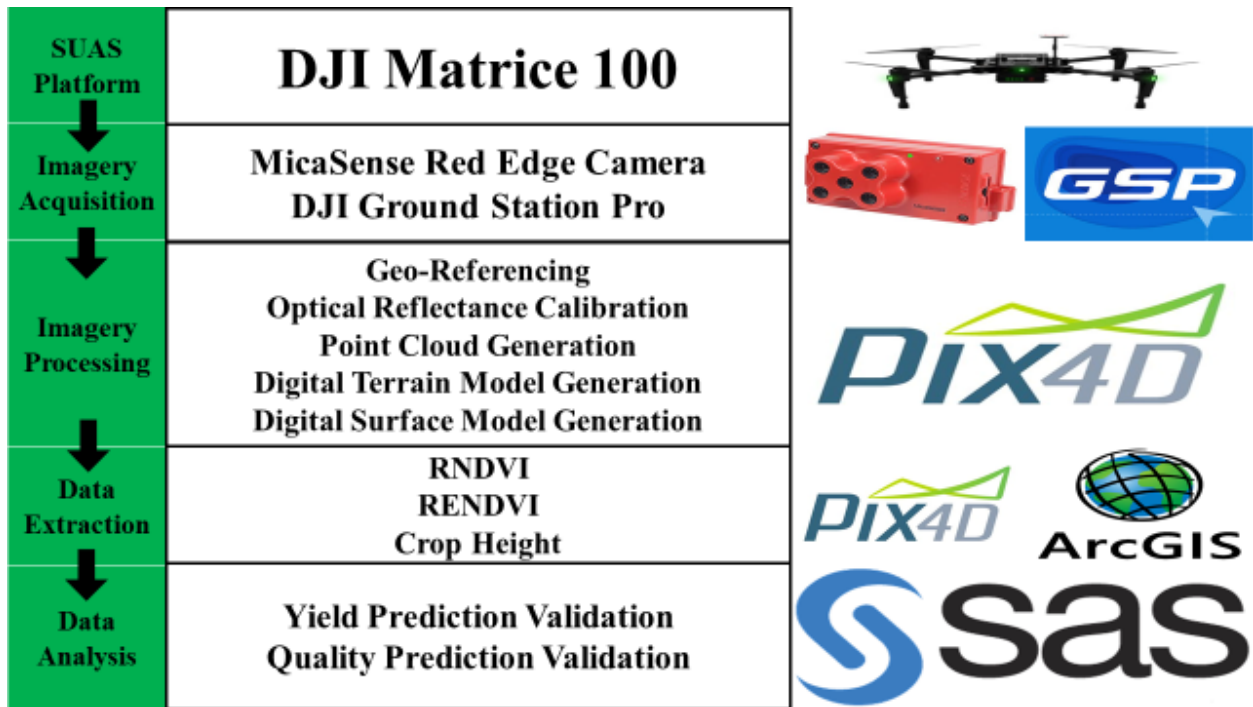 SUAS
Platform
DJI Matrice 100
Imagery
Acquisition
MicaSense Red Edge Camera
DJI Ground Station Pro
GSP
Imagery
Processing
Geo-Referencing
Optical Reflectance Calibration
Point Cloud Generation
Digital Terrain Model Generation
Digital Surface Model Generation
PIX4D
Data
Extraction
RNDVI
RENDVI
Crop Height
PIX4D
ArcGIS
Data
Analysis
Yield Prediction Validation
Quality Prediction Validation
sas